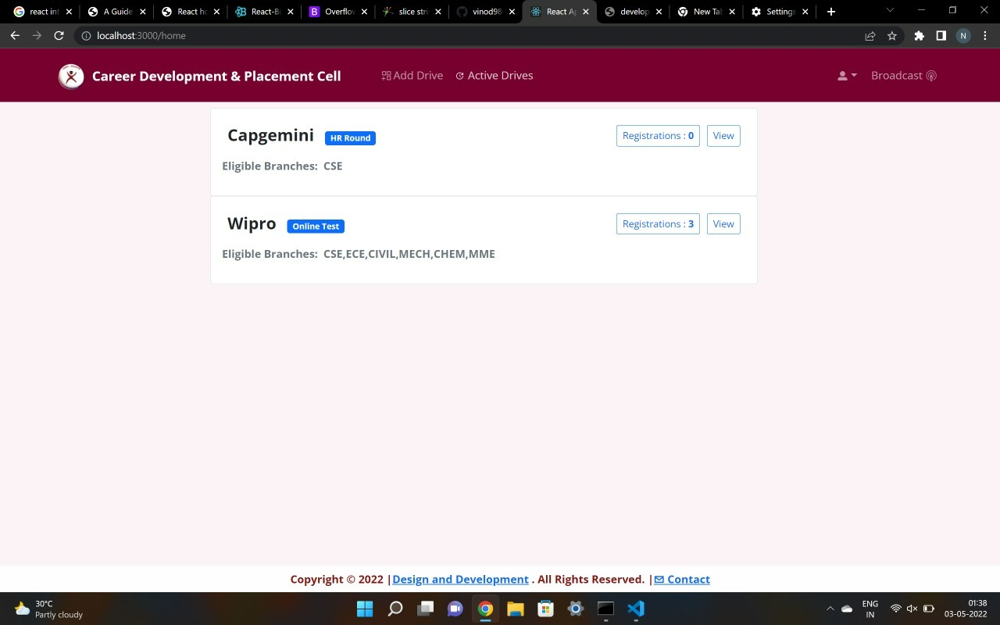 react int
A Guide
React ho
React-B
Overflow
slice stri
vinod98
React Ap
develop
New Tab
Settings
localhost:3000/home
N
Career Development & Placement Cell
Add Drive
Active Drives
Broadcast
Capgemini HR Round
Registrations : 0
View
Eligible Branches: CSE
Wipro Online Test
Registrations : 3
View
Eligible Branches: CSE,ECE,CIVIL,MECH,CHEM,MME
Copyright © 2022 |Design and Development . All Rights Reserved. | Contact
30°C
Partly cloudy
ENG
IN
01:38
03-05-2022